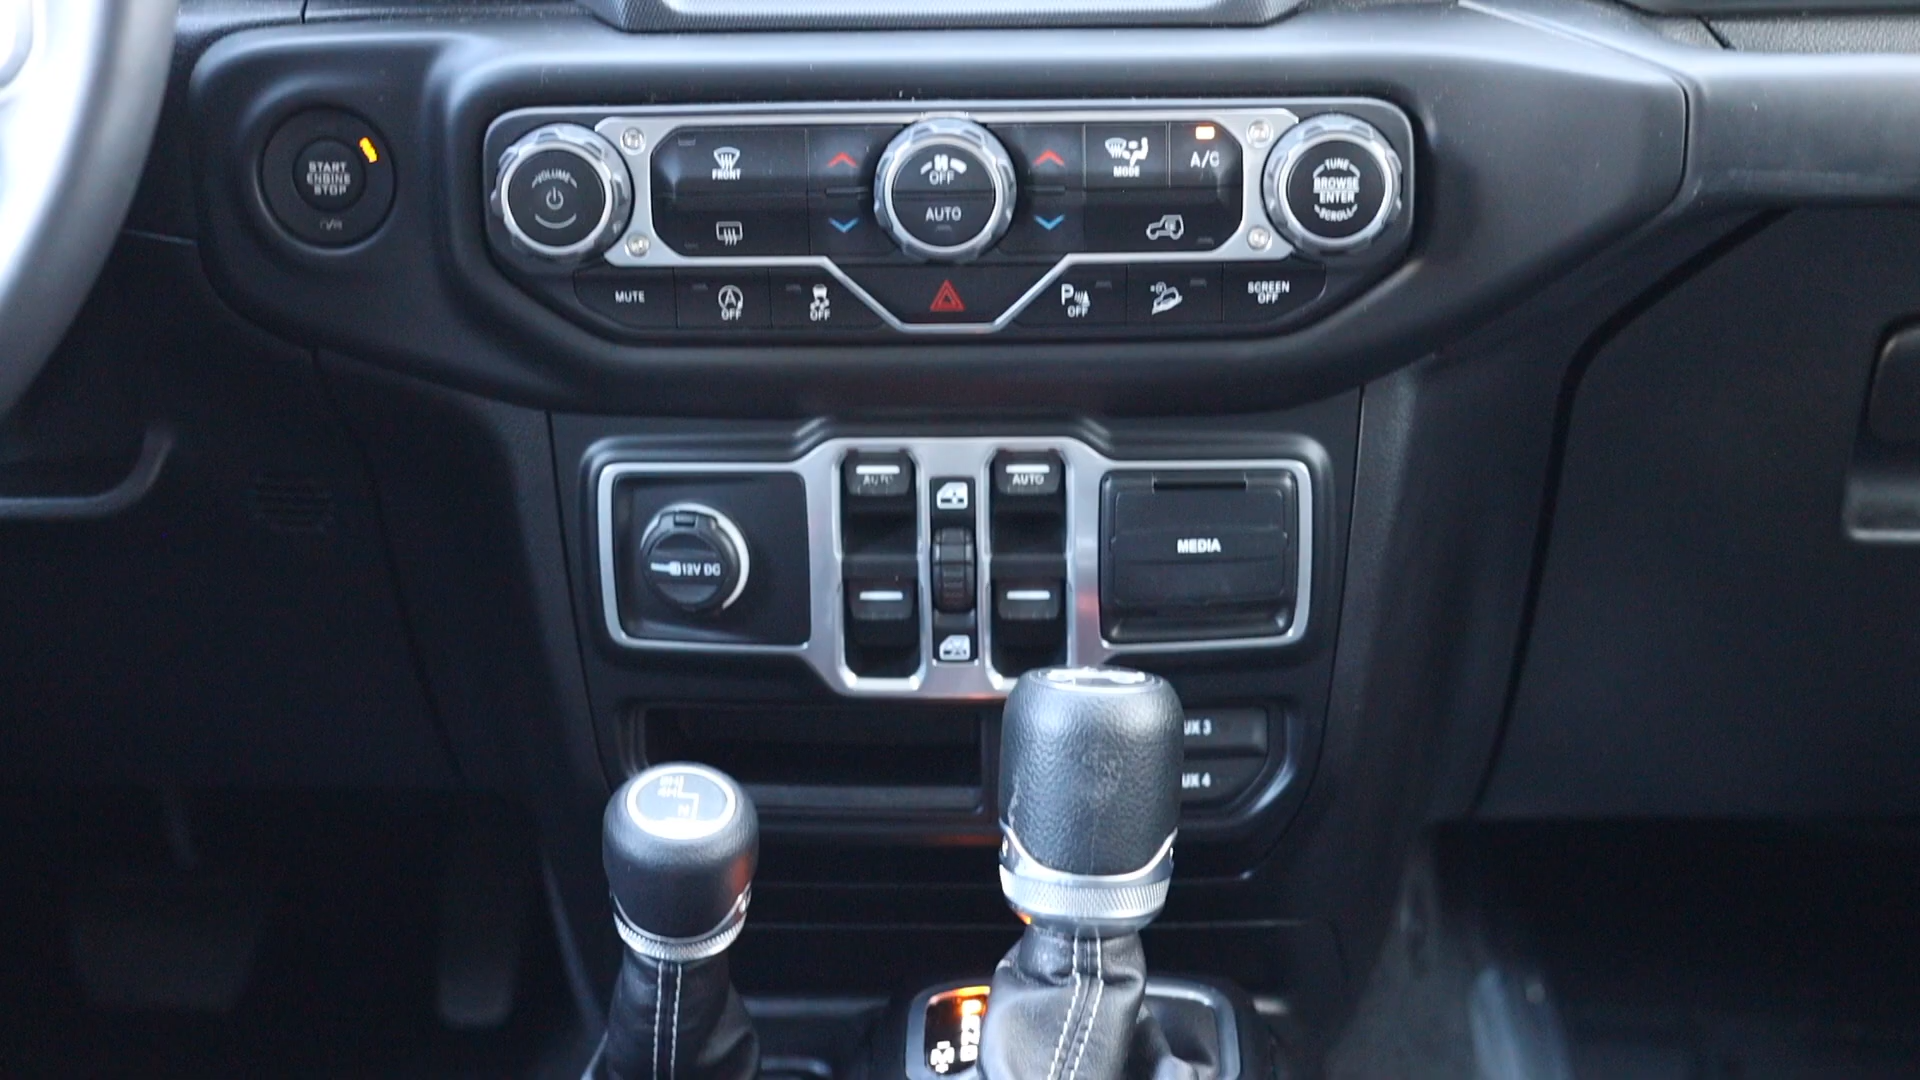 START
ENGINE
STOP
VOLUME
FRONT
OFF
AUTO
MODE
A/C
TUNE
BROWSE
ENTER
SCROLL
MUTE
A
OFF
OFF
P
OFF
SCREEN
OFF
AUTO
AUTO
12V DC
MEDIA
UX 3
UX 4
4H
N